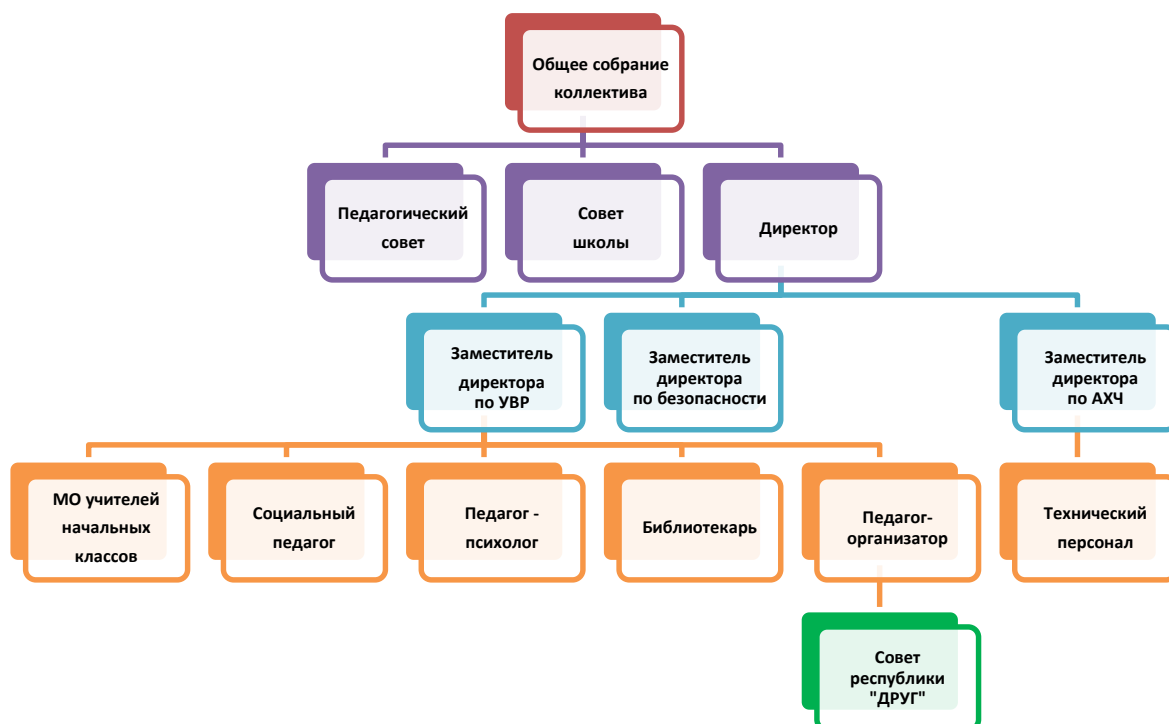 Общее собрание
коллектива
Педагогический
совет
Совет
школы
Директор
Заместитель
директора
по УВР
Заместитель
директора
по безопасности
Заместитель
директора
по АХЧ
МО учителей
начальных
классов
Социальный
педагог
Педагог -
психолог
Библиотекарь
Педагог-
организатор
Технический
персонал
Совет
республики
"ДРУГ"